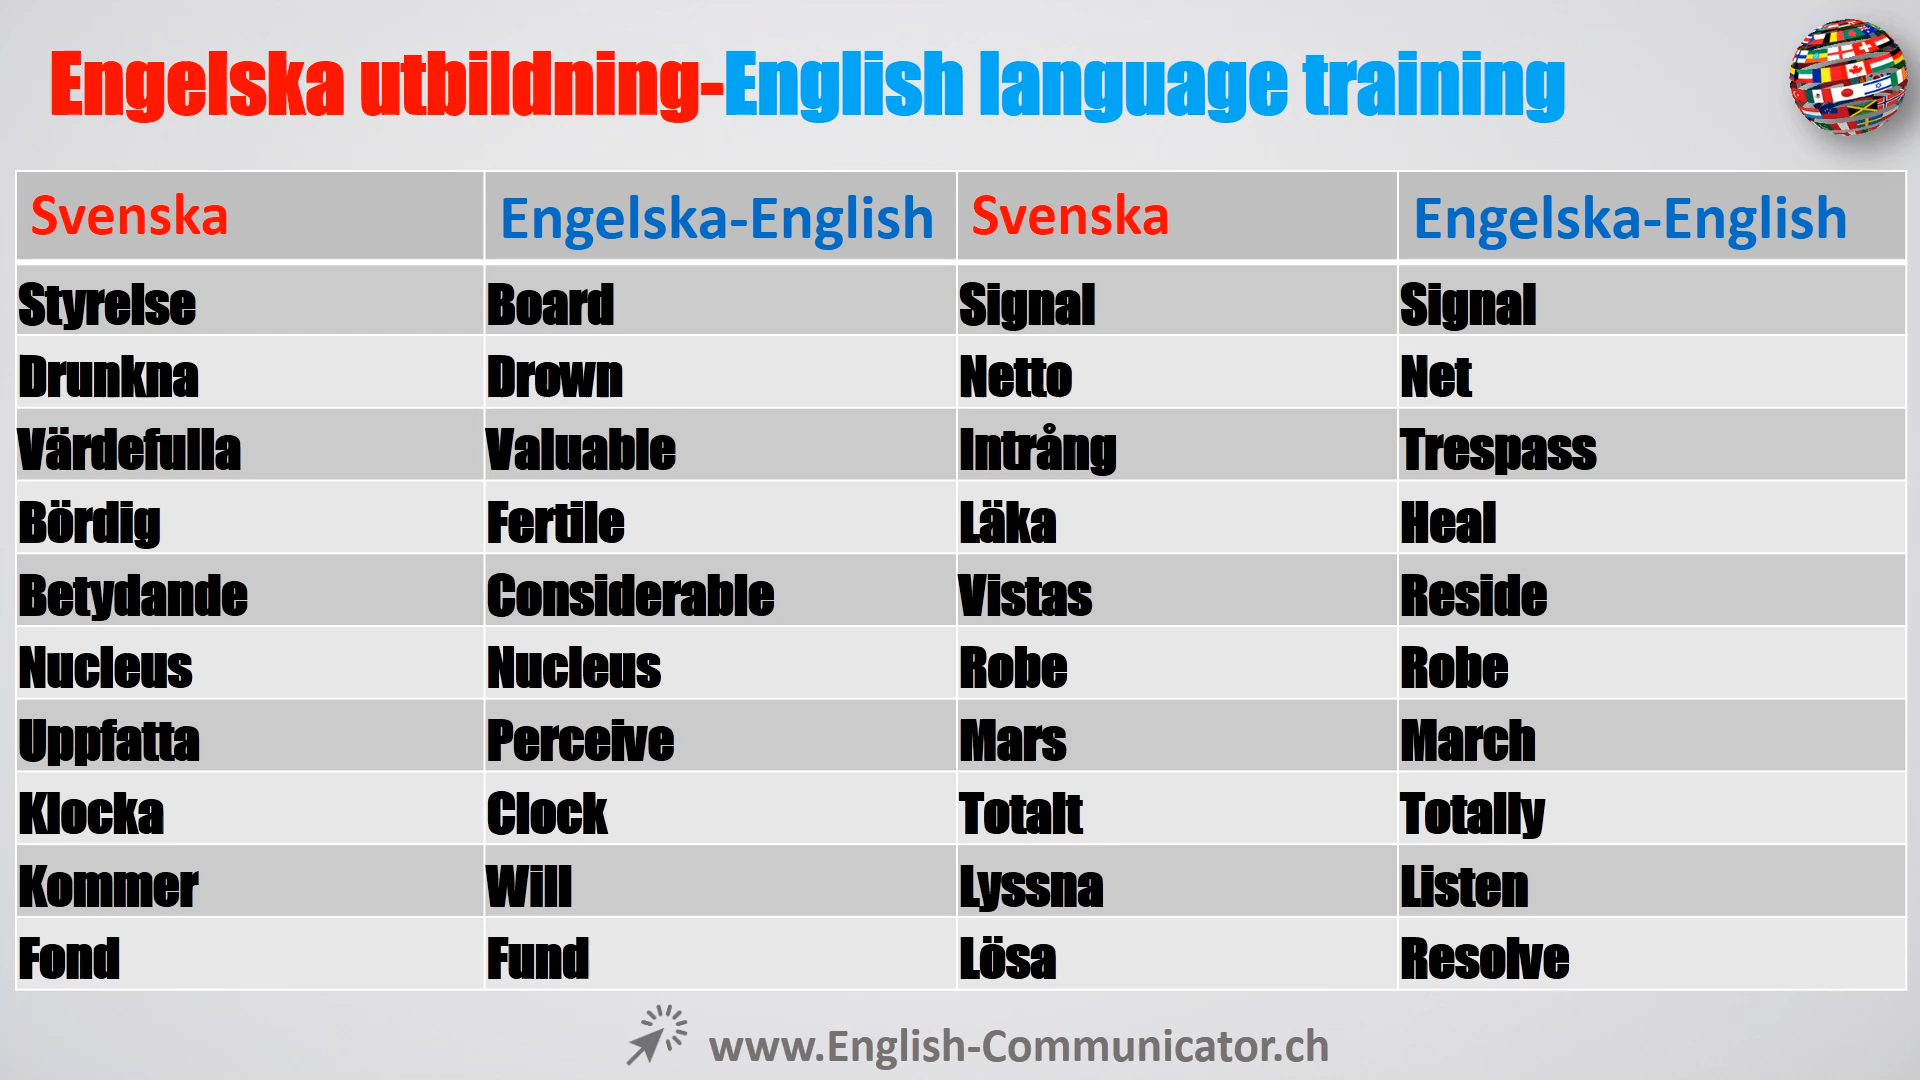 Engelska utbildning-English language training
Svenska Engelska-English Svenska Engelska-English
Styrelse Board Signal Signal
Drunkna Drown Netto Net
Värdefulla Valuable Intrång Trespass
Bördig Fertile Läka Heal
Betydande Considerable Vistas Reside
Nucleus Nucleus Robe Robe
Uppfatta Perceive Mars March
Klocka Clock Totalt Totally
Kommer Will Lyssna Listen
Fond Fund Lösa Resolve
www.English-Communicator.ch